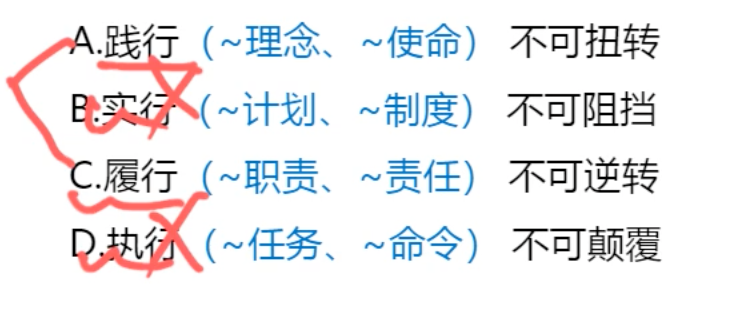 A.践行（~理念、~使命） 不可扭转
B.实行（~计划、~制度） 不可阻挡
C.履行（~职责、~责任） 不可逆转
D.执行（~任务、~命令） 不可颠覆